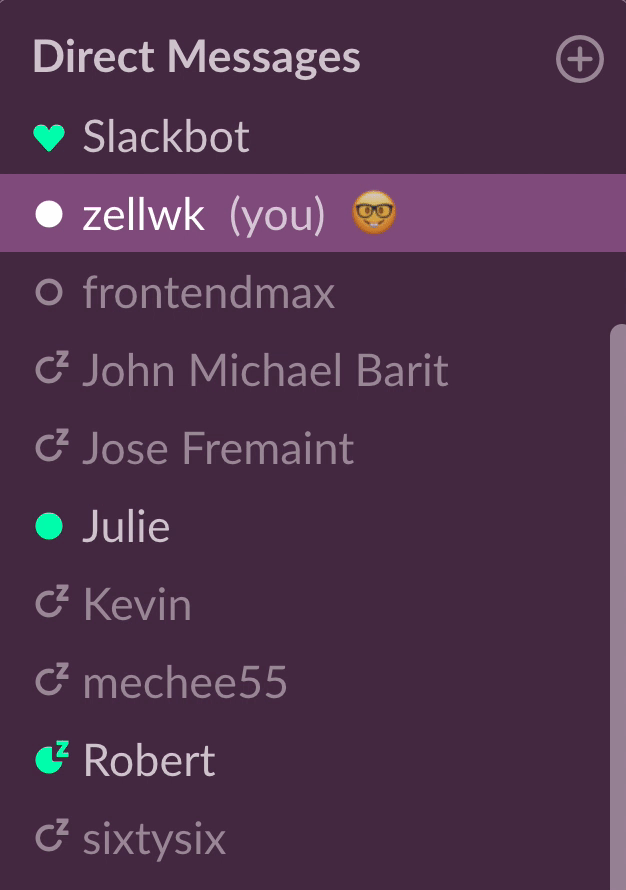 Direct Messages
Slackbot
zellwk (you)
frontendmax
John Michael Barit
Jose Fremaint
Julie
Kevin
mechee55
Robert
sixtysix